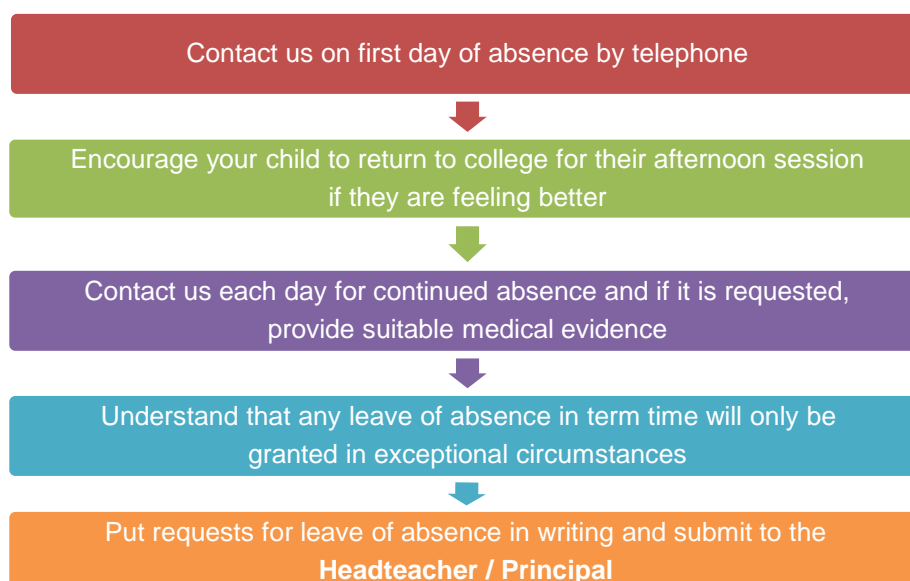 Contact us on first day of absence by telephone
Encourage your child to return to college for their afternoon session
if they are feeling better
Contact us each day for continued absence and if it is requested,
provide suitable medical evidence
Understand that any leave of absence in term time will only be
granted in exceptional circumstances
Put requests for leave of absence in writing and submit to the
Headteacher / Principal